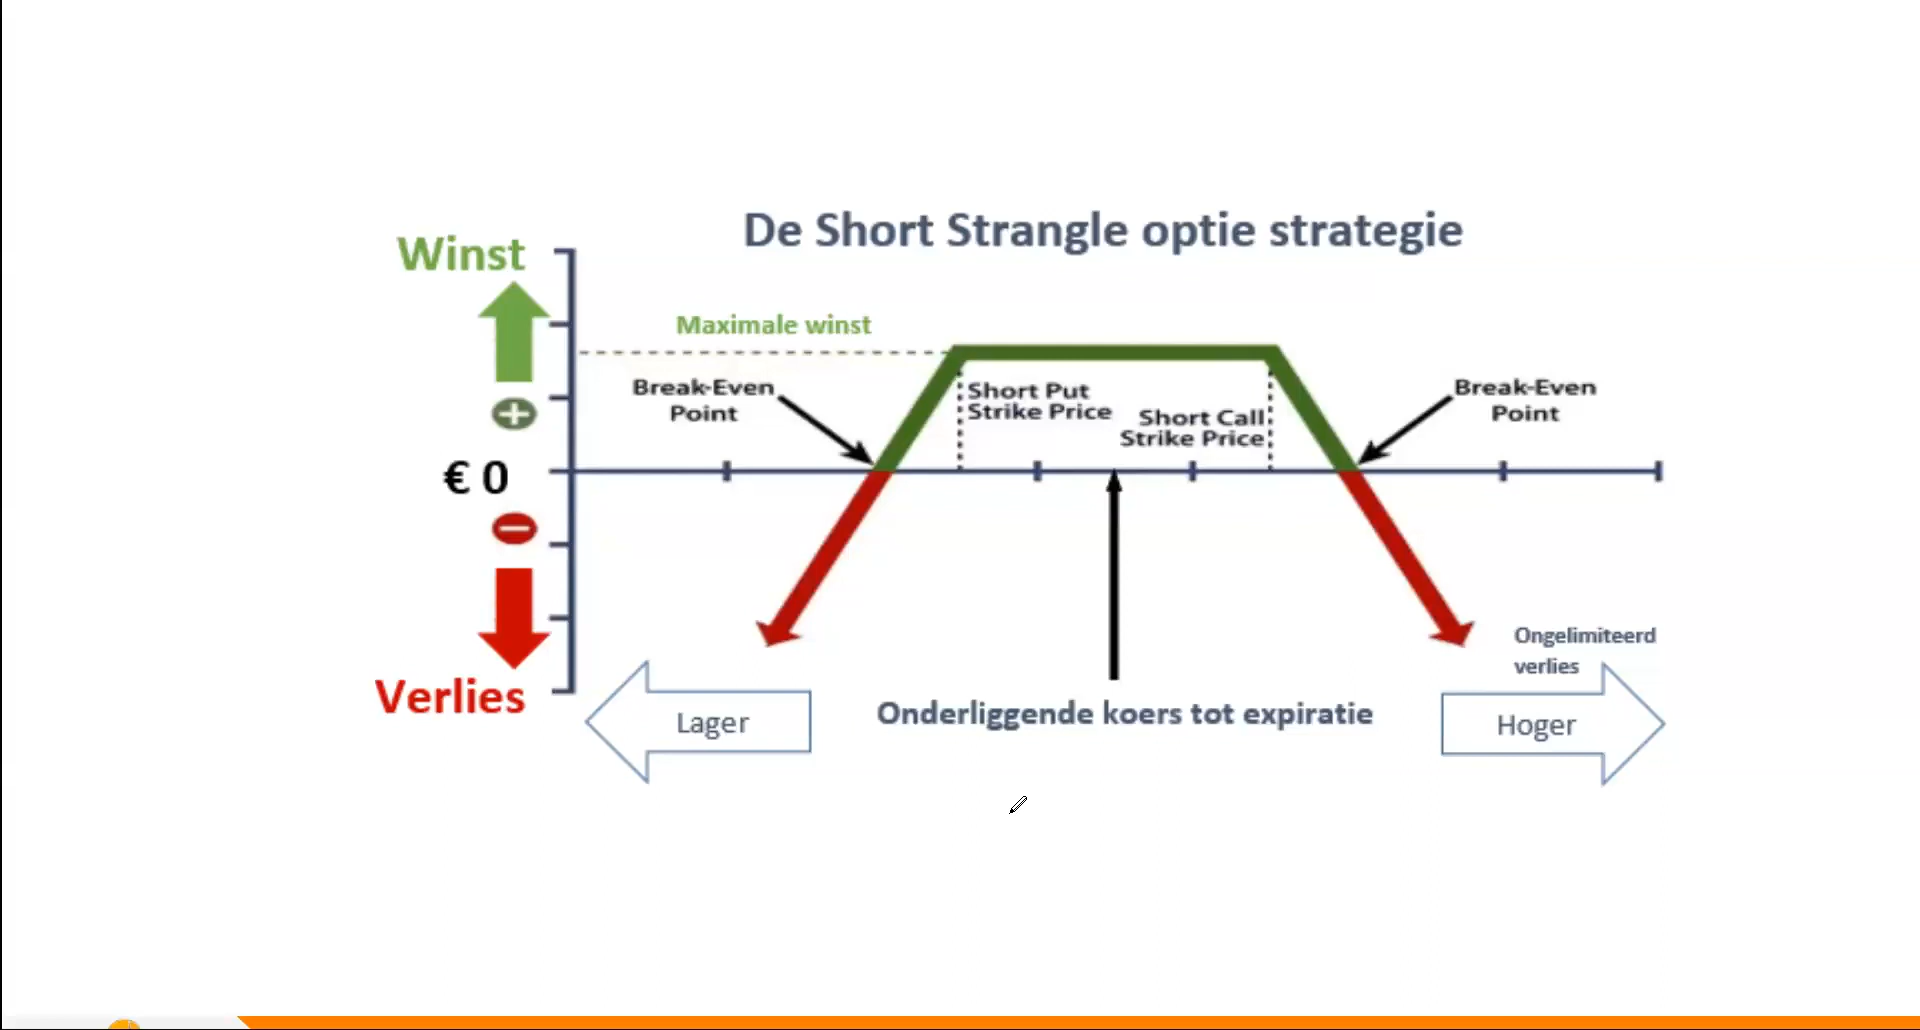 De Short Strangle optie strategie
Winst
Maximale winst
Break-Even
Point
Short Put
Strike Price
Short Call
Strike Price
Break-Even
Point
€ 0
Ongelimiteerd
verlies
Verlies
Lager
Onderliggende koers tot expiratie
Hoger